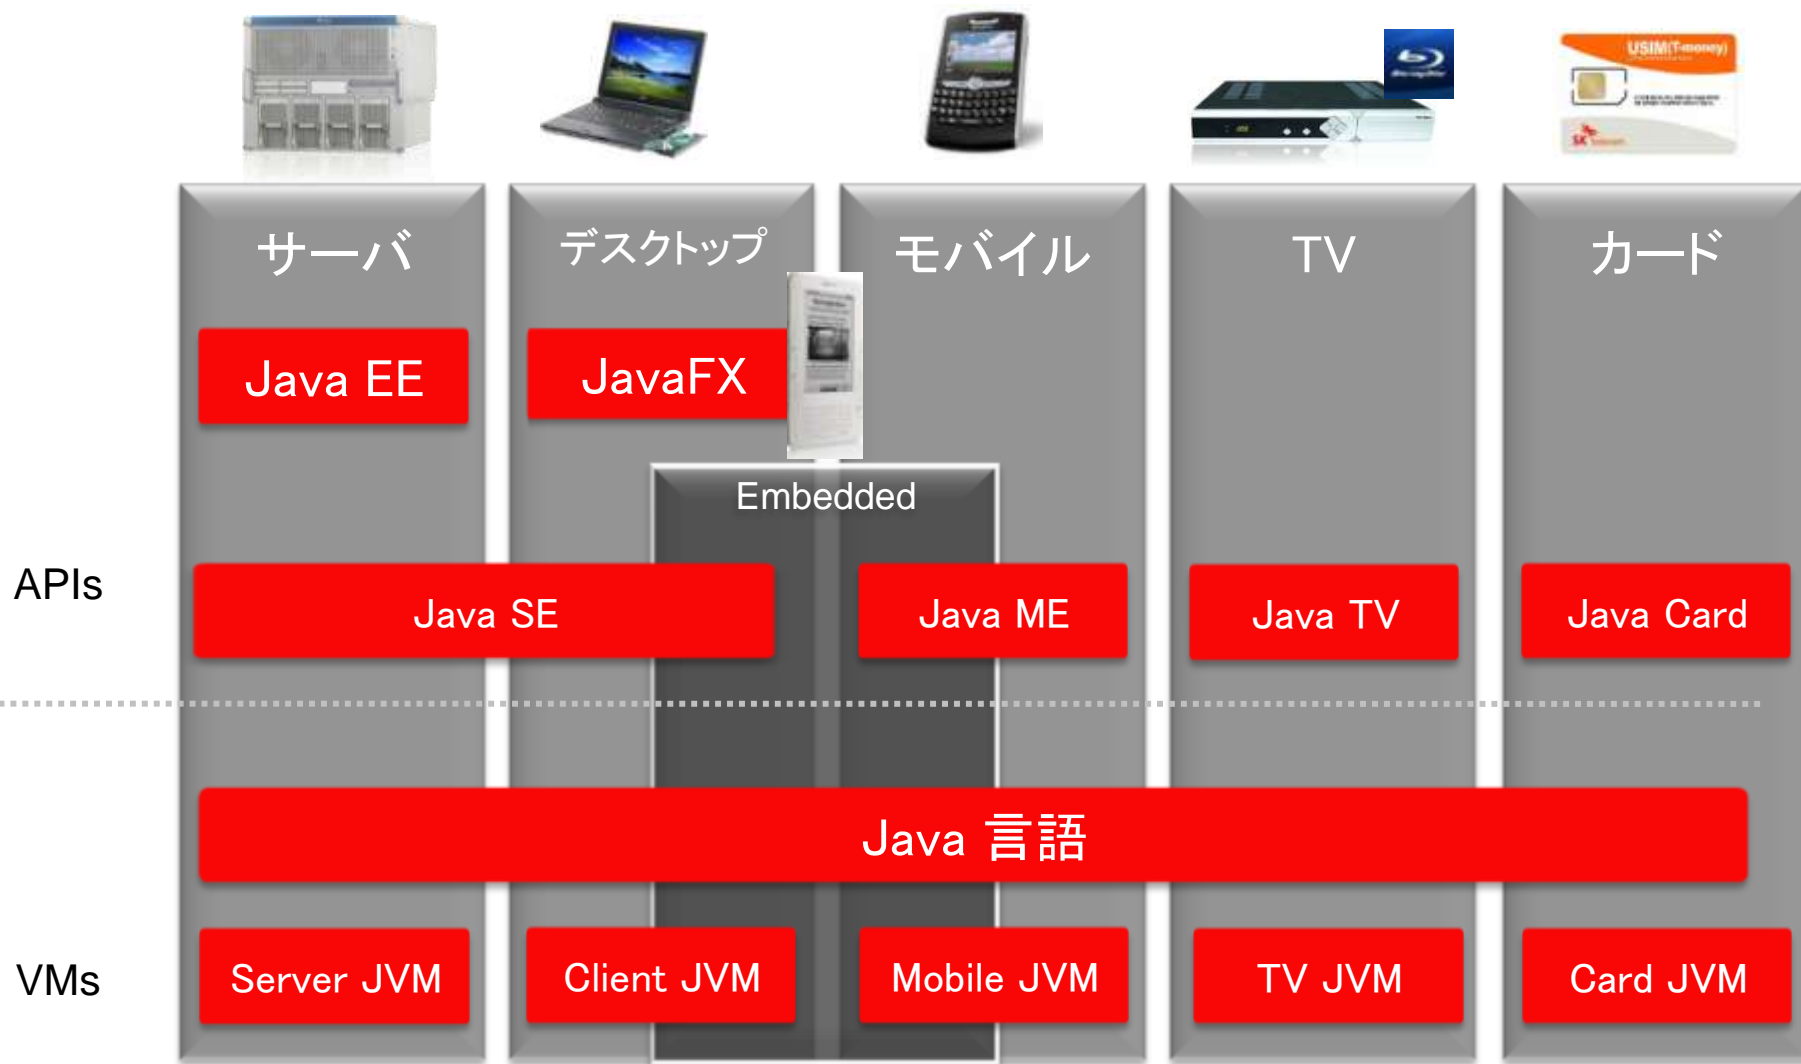 USIM(T-money)
サーバ
デスクトップ
モバイル
TV
カード
Java EE
JavaFX
Embedded
APIs
Java SE
Java ME
Java TV
Java Card
Java 言語
VMs
Server JVM
Client JVM
Mobile JVM
TV JVM
Card JVM